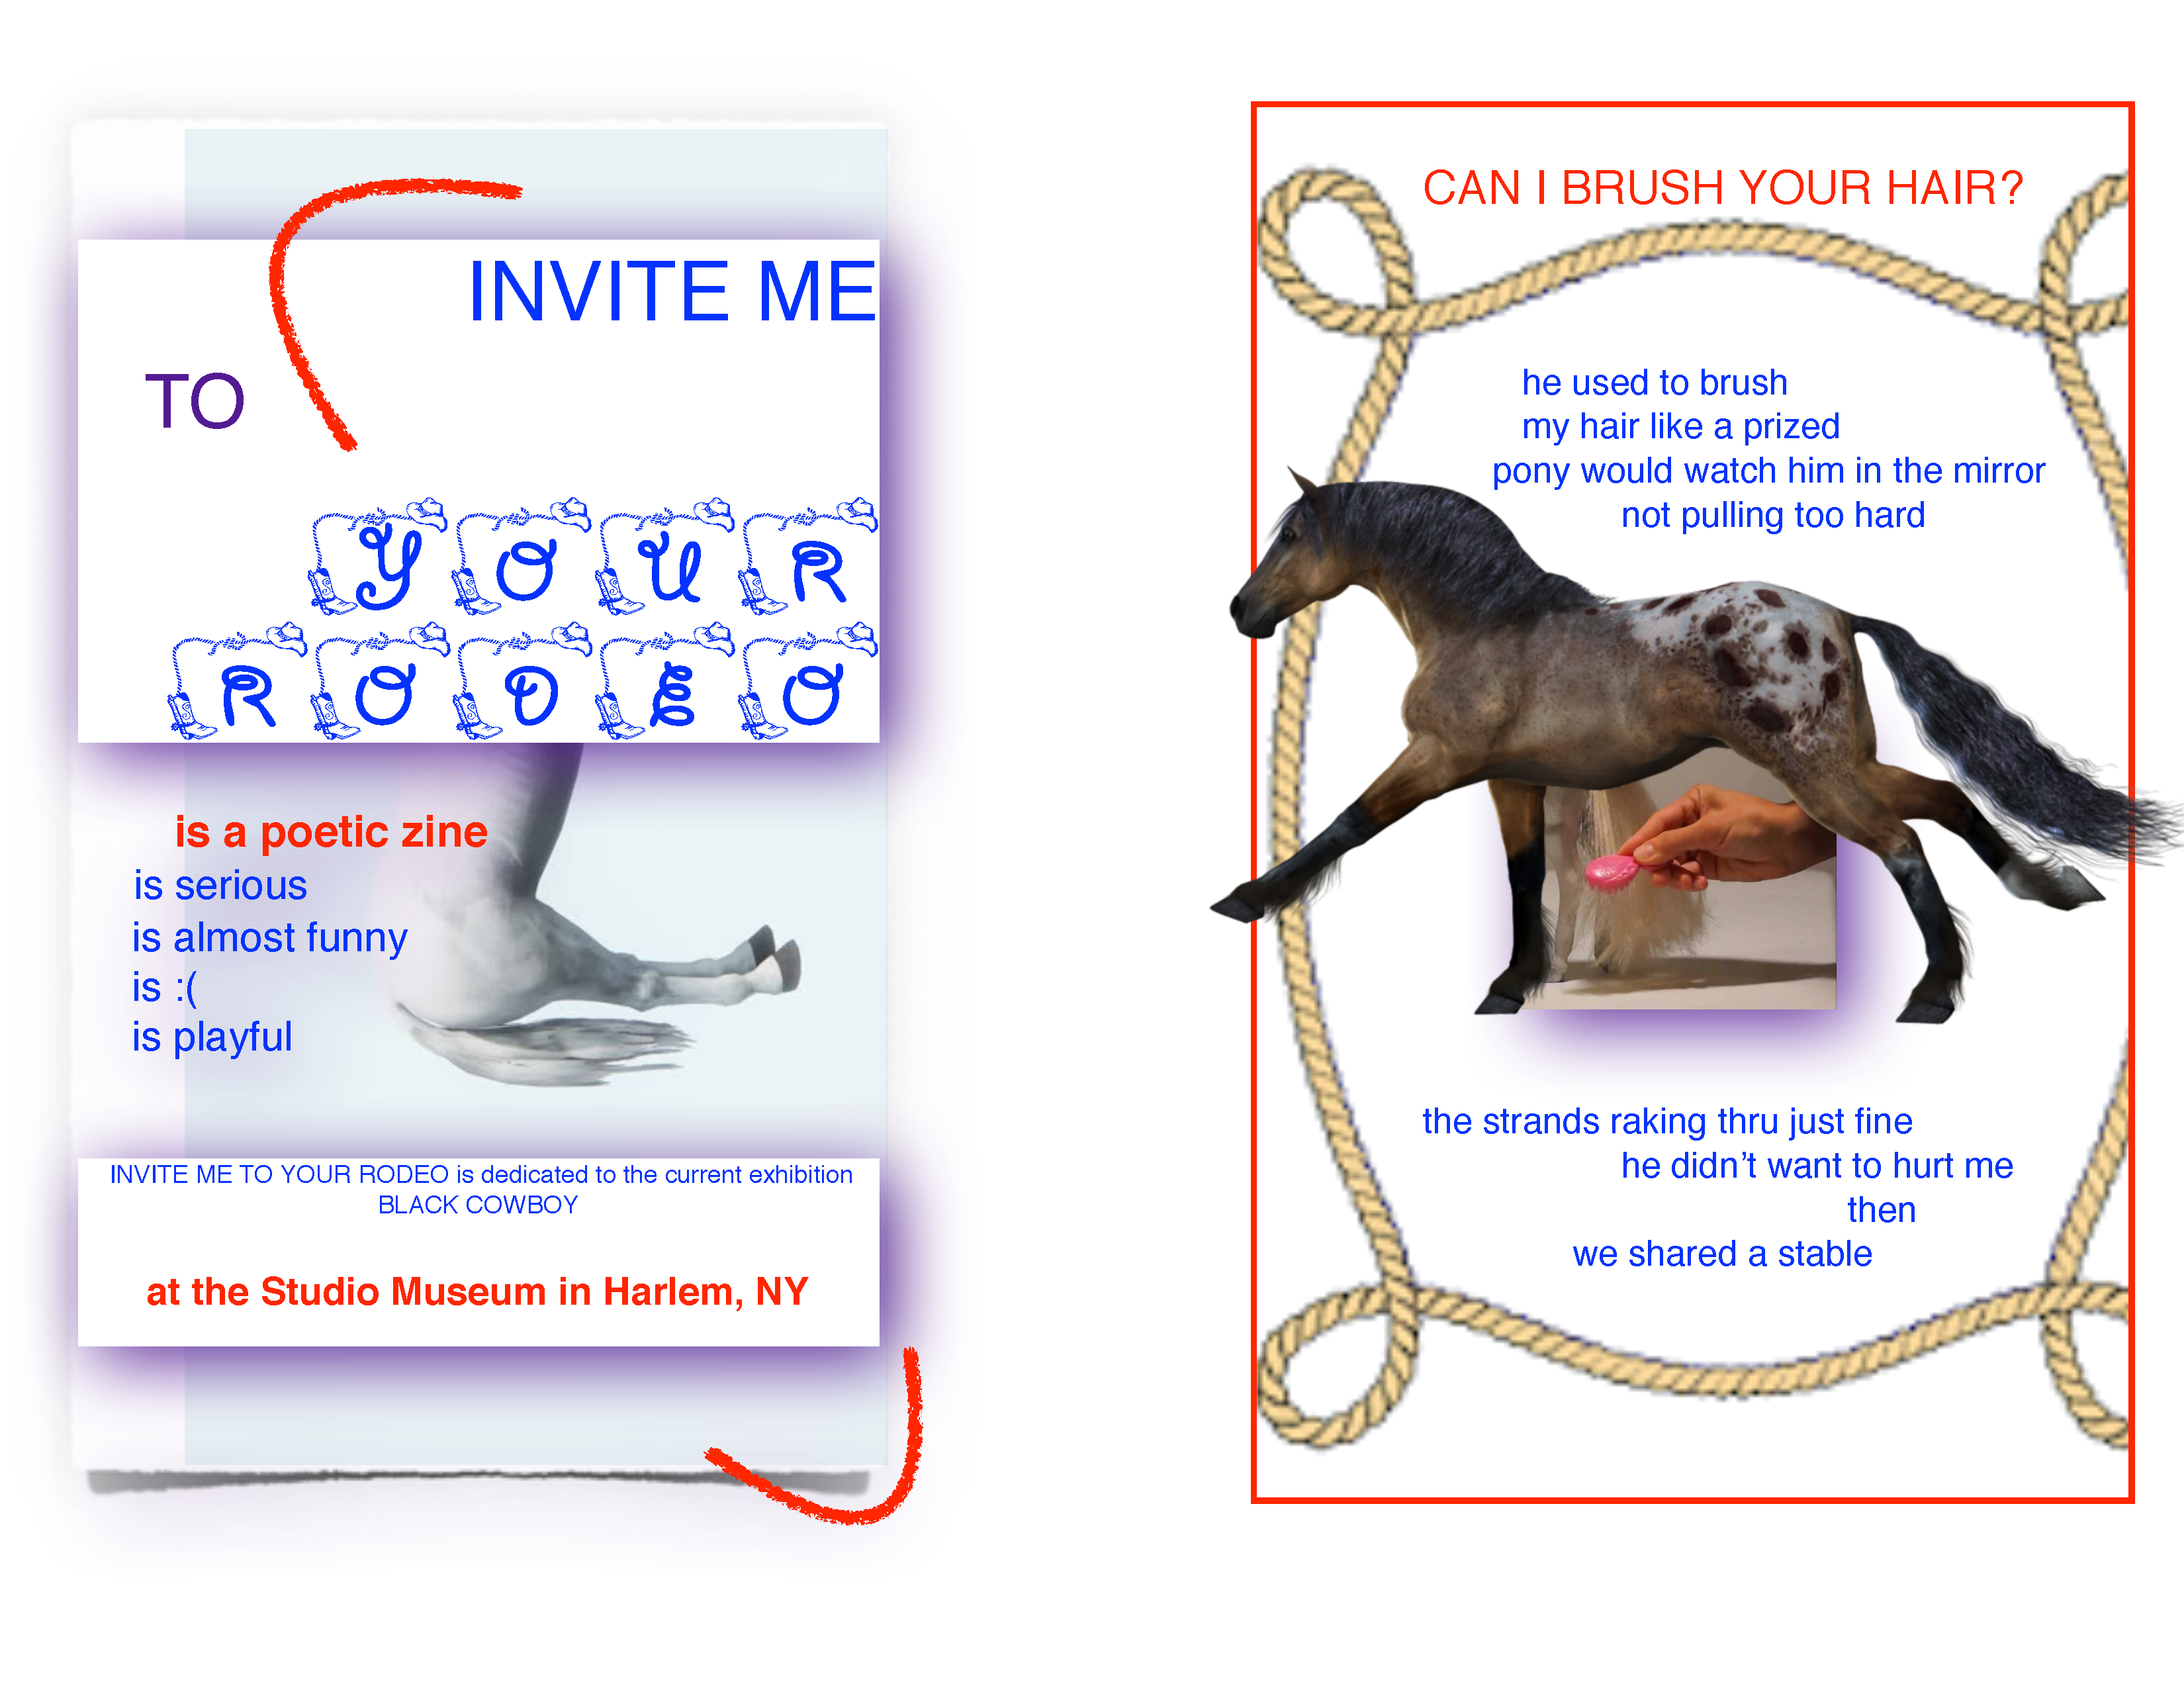 INVITE ME
TO
YOUR
RODEO
is a poetic zine
is serious
is almost funny
is :(
is playful
INVITE ME TO YOUR RODEO is dedicated to the current exhibition
BLACK COWBOY
at the Studio Museum in Harlem, NY
CAN I BRUSH YOUR HAIR?
he used to brush
my hair like a prized
pony would watch him in the mirror
not pulling too hard
the strands raking thru just fine
he didn’t want to hurt me
then
we shared a stable